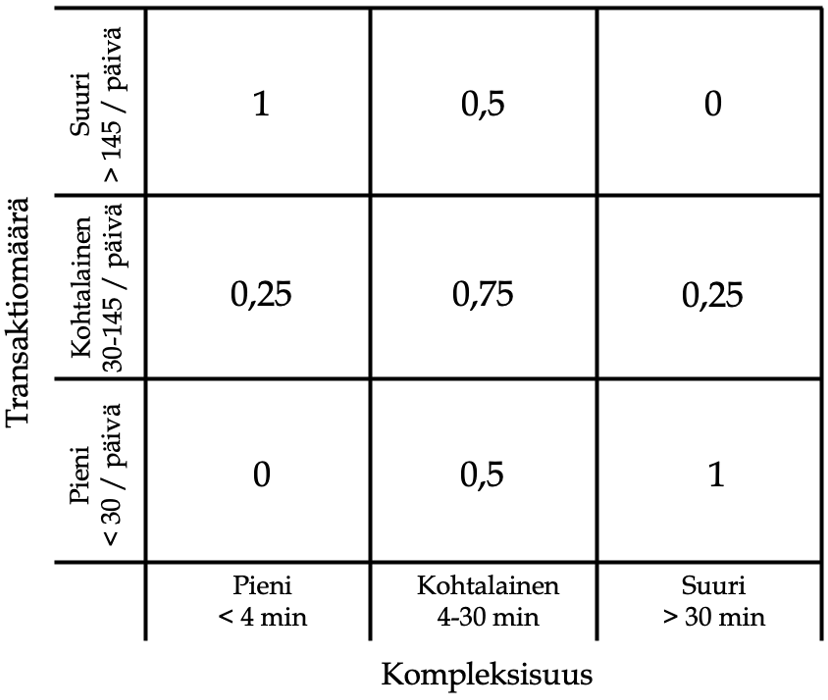 Transaktiomäärä
Suuri
> 145 / päivä
1 0,5 0
Kohtalainen
30-145 / päivä
0,25 0,75 0,25
Pieni
< 30 / päivä
0 0,5 1
Pieni Kohtalainen Suuri
< 4 min 4-30 min > 30 min
Kompleksisuus